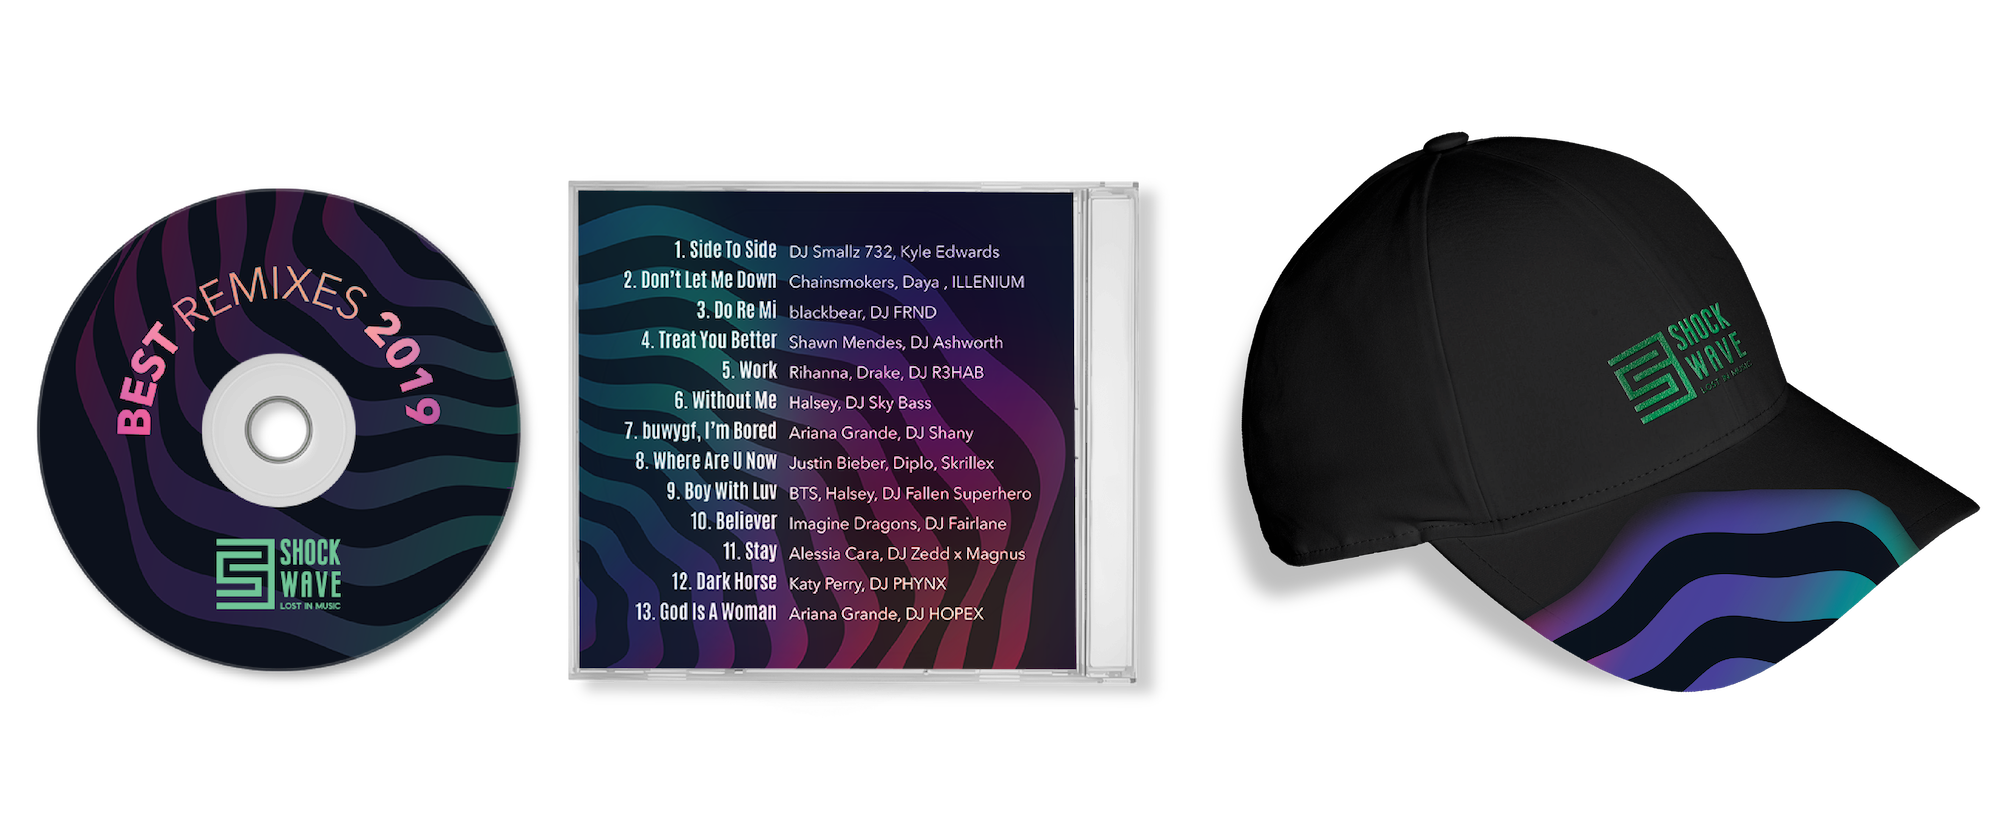 BEST REMIXES 2019
SHOCK
WAVE
LOST IN MUSIC
1. Side To Side DJ Smallz 732, Kyle Edwards
2. Don't Let Me Down Chainsmokers, Daya , ILLENIUM
3. Do Re Mi blackbear, DJ FRND
4. Treat You Better Shawn Mendes, DJ Ashworth
5. Work Rihanna, Drake, DJ R3HAB
6. Without Me Halsey, DJ Sky Bass
7. buwygf, I'm Bored Ariana Grande, DJ Shany
8. Where Are U Now Justin Bieber, Diplo, Skrillex
9. Boy With Luv BTS, Halsey, DJ Fallen Superhero
10. Believer Imagine Dragons, DJ Fairlane
11. Stay Alessia Cara, DJ Zedd x Magnus
12. Dark Horse Katy Perry, DJ PHYNX
13. God Is A Woman Ariana Grande, DJ HOPEX
SHOCK
WAVE
LOST IN MUSIC